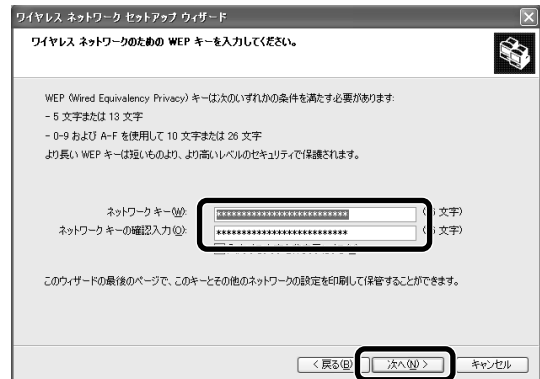 ワイヤレス ネットワーク セットアップ ウィザード
ワイヤレス ネットワークのための WEP キーを入力してください。
WEP (Wired Equivalency Privacy) キーは次のいずれかの条件を満たす必要があります:
- 5 文字または 13 文字
- 0-9 および A-F を使用して 10 文字または 26 文字
より長い WEP キーは短いものより、より高いレベルのセキュリティで保護されます。
ネットワーク キー(W): ************************** 文字)
ネットワーク キーの確認入力(O): ************************** 文字)
このウィザードの最後のページで、このキーとその他のネットワークの設定を印刷して保管することができます。
< 戻る(B) 次へ(N) > キャンセル